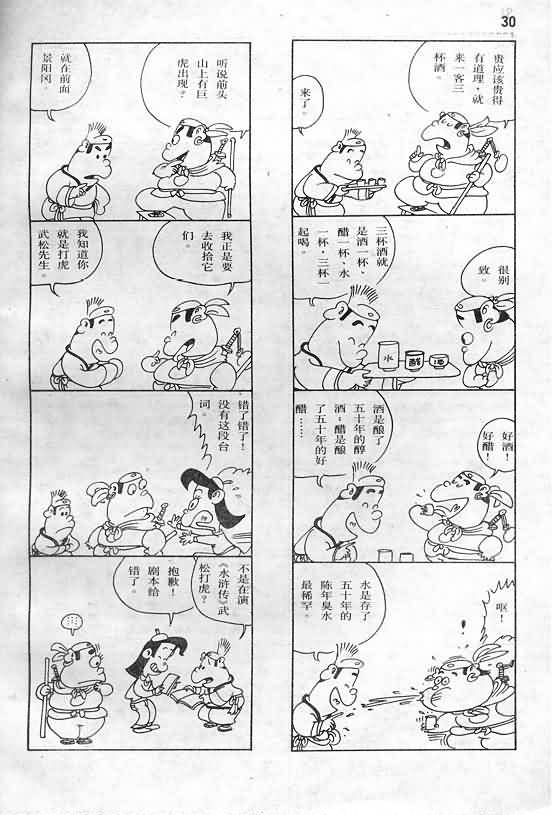 30
贵应该贵得
有道理，就
来一客三
杯酒。
来了。
三杯酒就
是酒一杯、
醋一杯、水
一杯，三杯一
起喝。
很别
致。
水
醋
酒
好酒！
好醋！
酒是酿了
五十年的醇
酒；醋是酿
了五十年的好
醋……
呕！
水是存了
五十年的
陈年臭水
最稀罕。
听说前头
山上有巨
虎出现？
就在前面
景阳冈。
我正是要
去收拾它
们。
我知道你
就是打虎
武松先生。
错了错了！
没有这段台
词。
不是在演
《水浒传》武
松打虎？
抱歉！
剧本给
错了。
……